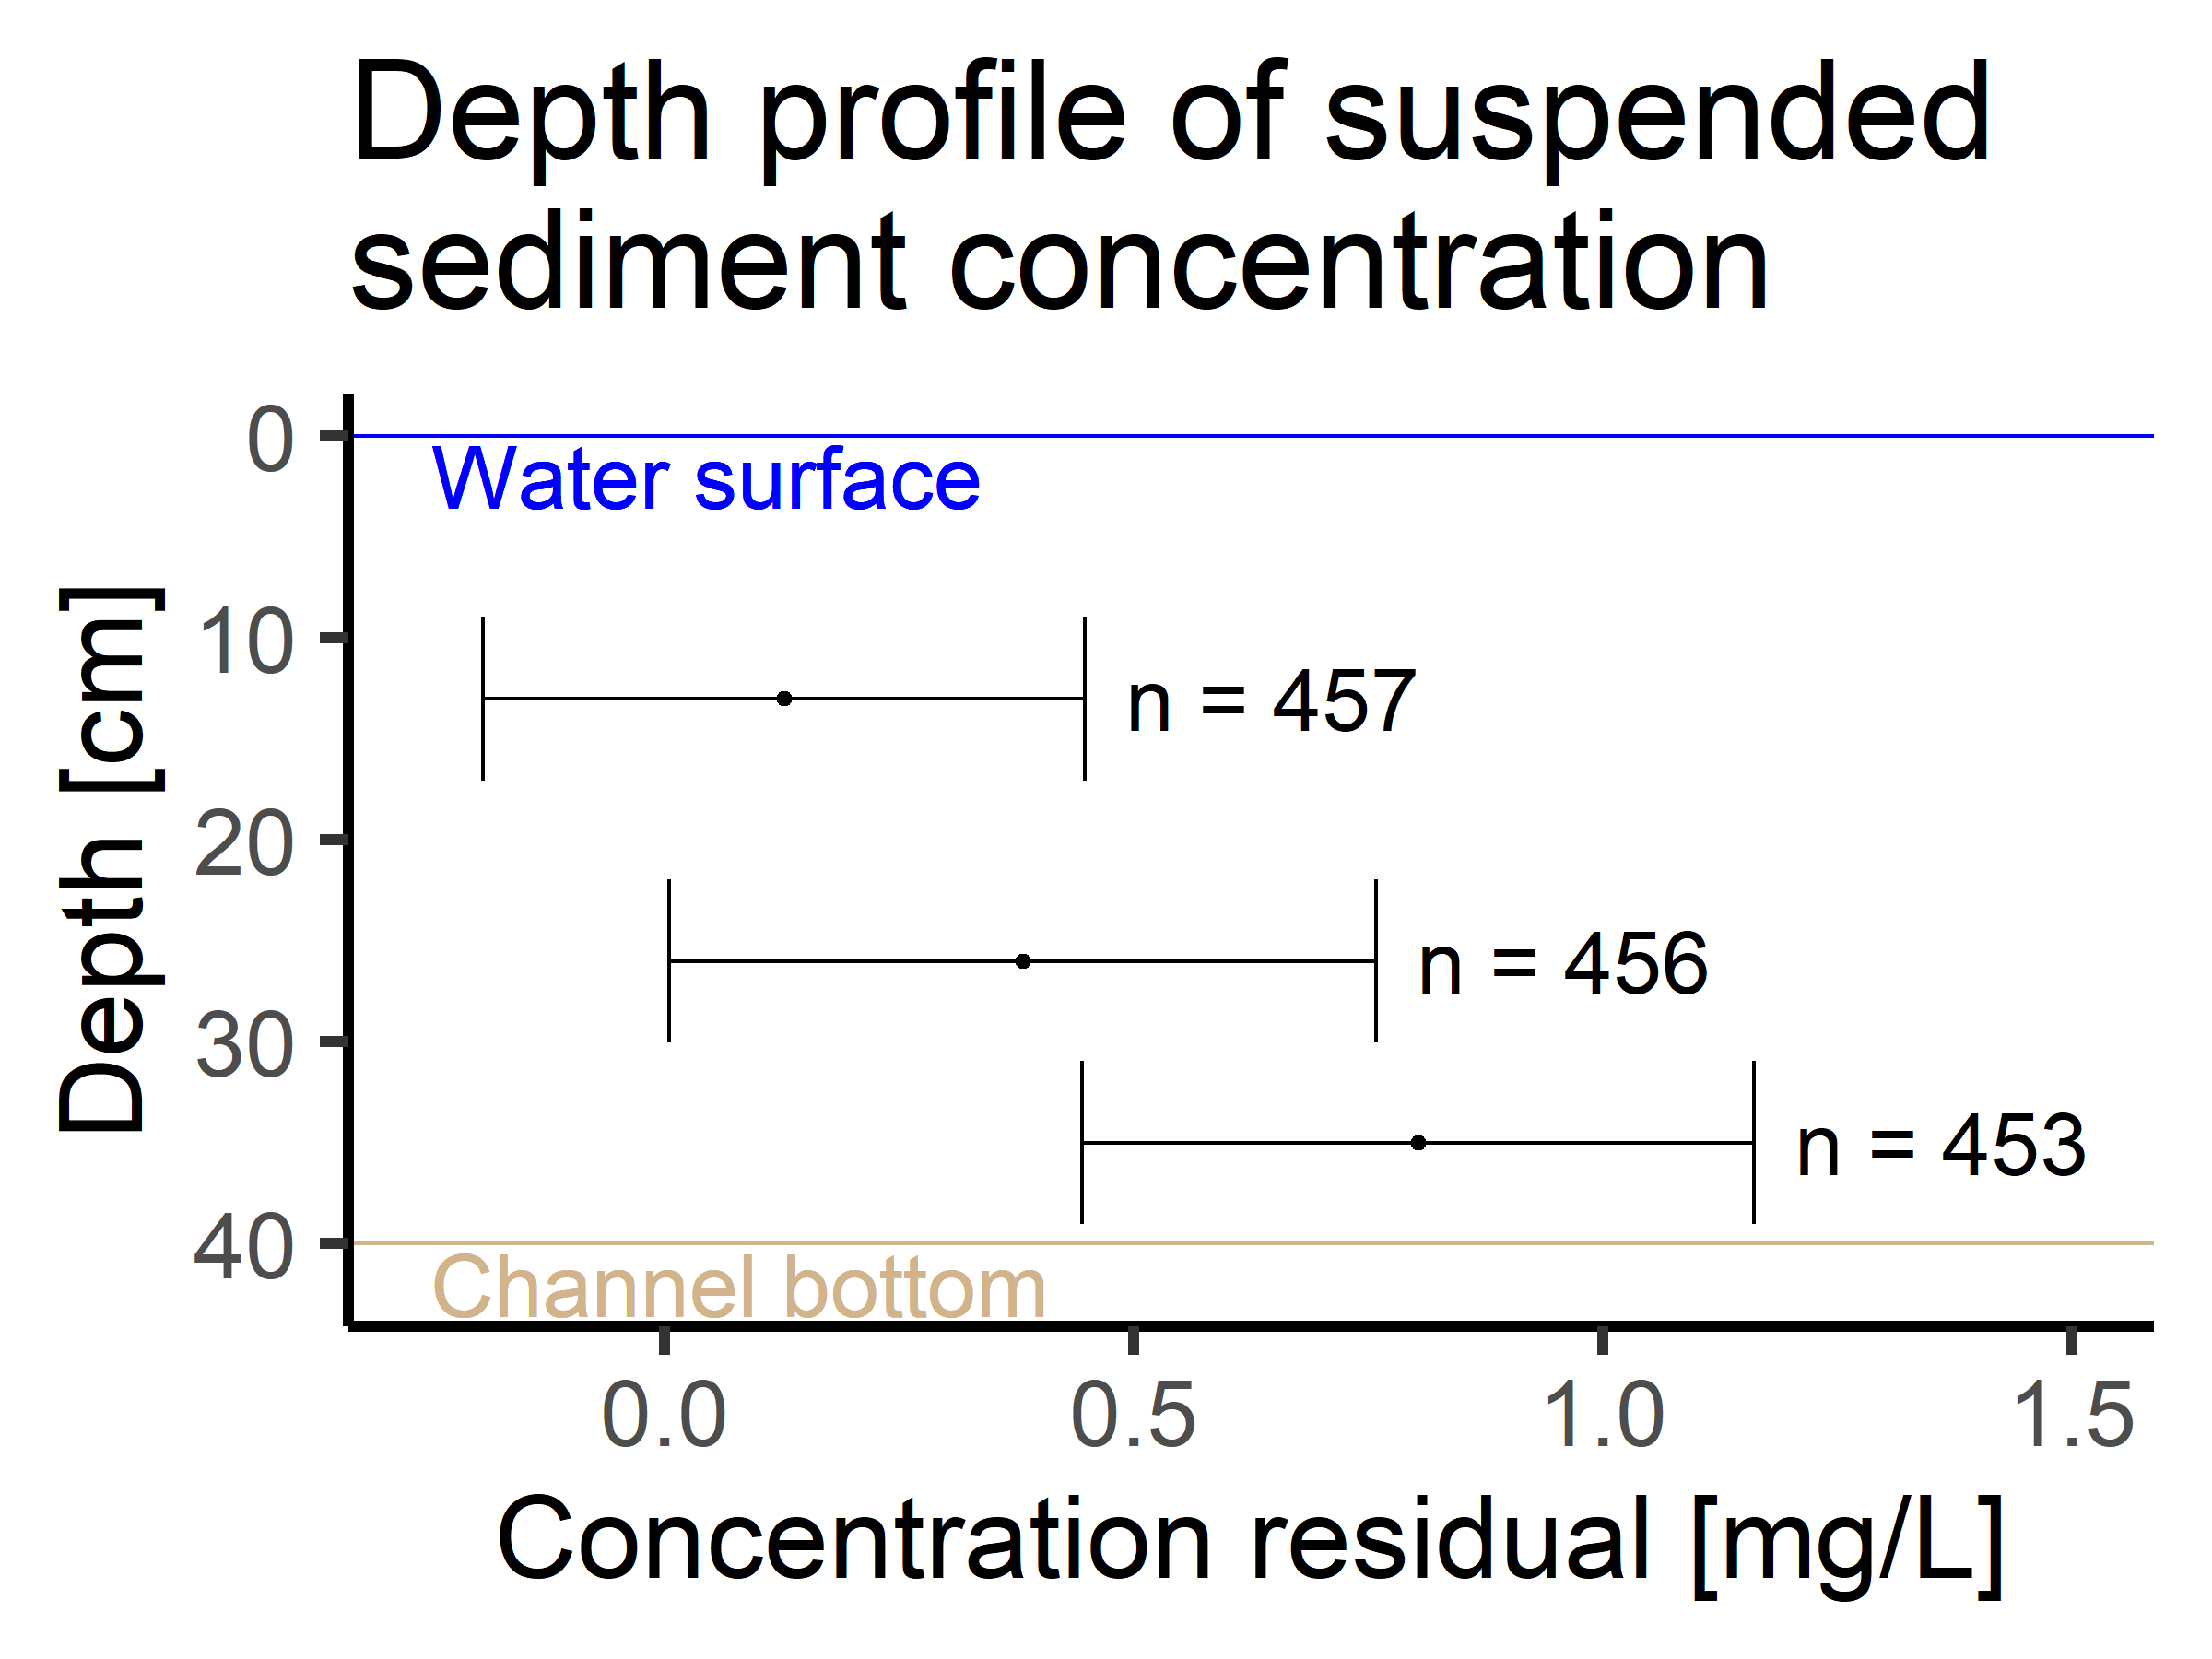 Depth profile of suspended
sediment concentration
0
Water surface
10
n = 457
20
n = 456
30
n = 453
40
Channel bottom
Depth [cm]
0.0 0.5 1.0 1.5
Concentration residual [mg/L]